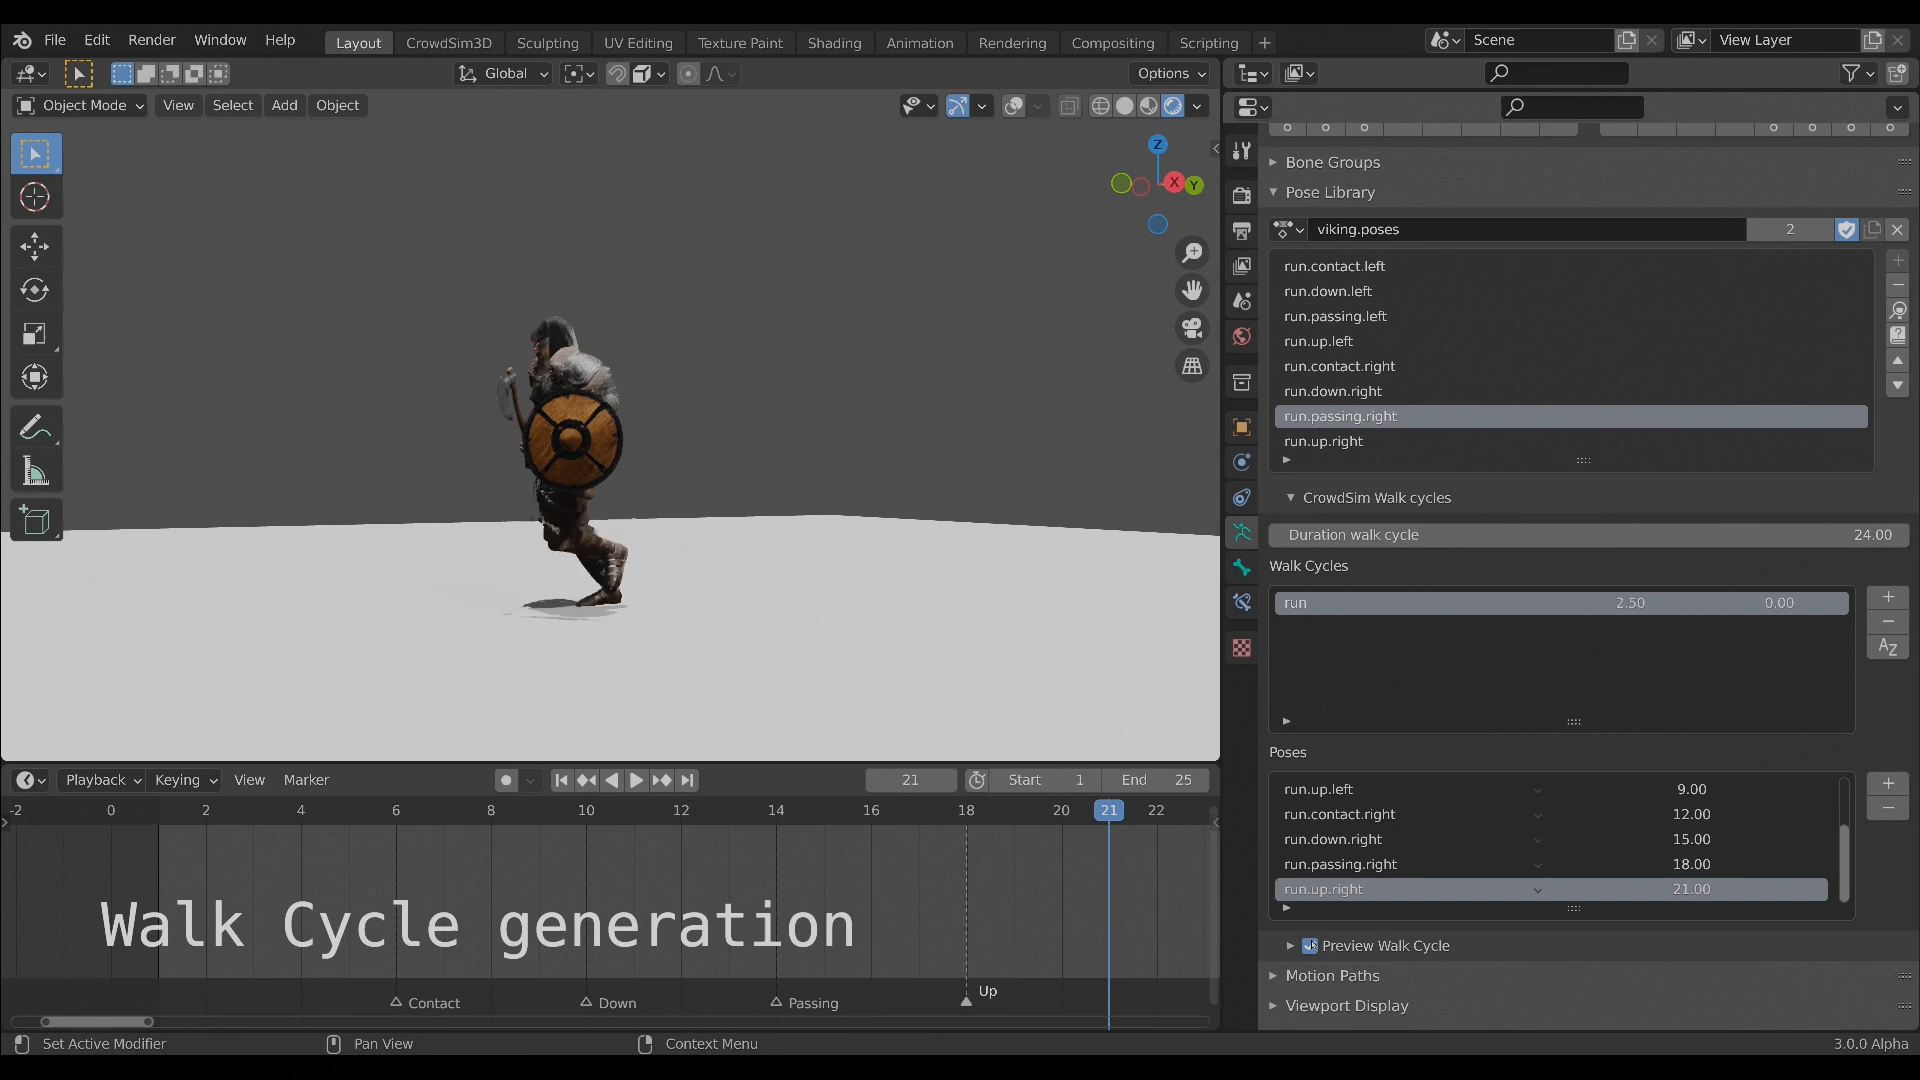 File Edit Render Window Help Layout CrowdSim3D Sculpting UV Editing Texture Paint Shading Animation Rendering Compositing Scripting + Scene View Layer
Global Options
Object Mode View Select Add Object
Z
X Y
Bone Groups
Pose Library
viking.poses 2
run.contact.left
run.down.left
run.passing.left
run.up.left
run.contact.right
run.down.right
run.passing.right
run.up.right
CrowdSim Walk cycles
Duration walk cycle 24.00
Walk Cycles
run 2.50 0.00
Poses
run.up.left 9.00
run.contact.right 12.00
run.down.right 15.00
run.passing.right 18.00
run.up.right 21.00
Preview Walk Cycle
Motion Paths
Viewport Display
Playback Keying View Marker 21 Start 1 End 25
-2 0 2 4 6 8 10 12 14 16 18 20 21 22
Walk Cycle generation
Contact Down Passing Up
Set Active Modifier Pan View Context Menu 3.0.0 Alpha